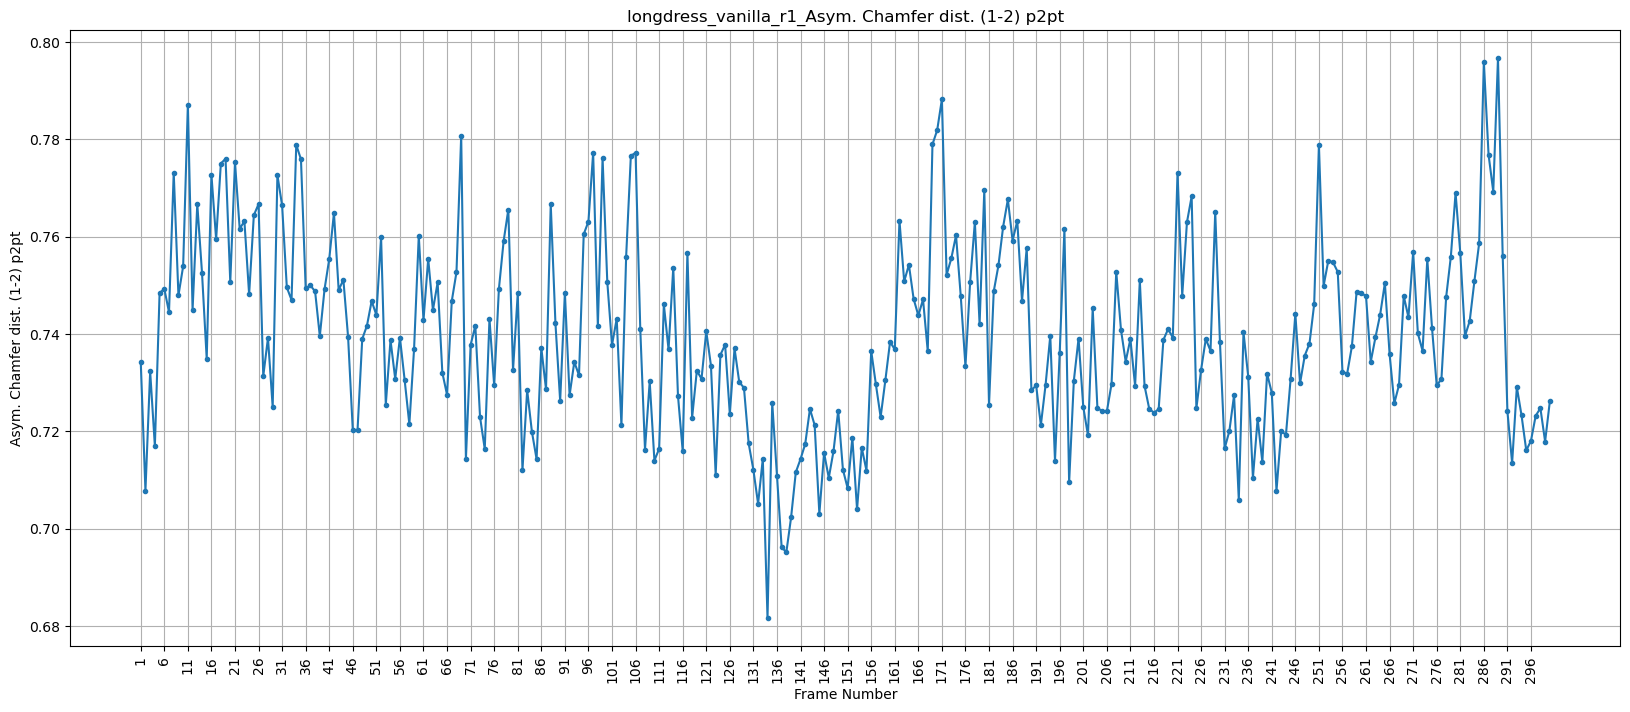 longdress_vanilla_r1_Asym. Chamfer dist. (1-2) p2pt
Asym. Chamfer dist. (1-2) p2pt
0.80
0.78
0.76
0.74
0.72
0.70
0.68
1 6 11 16 21 26 31 36 41 46 51 56 61 66 71 76 81 86 91 96 101 106 111 116 121 126 131 136 141 146 151 156 161 166 171 176 181 186 191 196 201 206 211 216 221 226 231 236 241 246 251 256 261 266 271 276 281 286 291 296
Frame Number